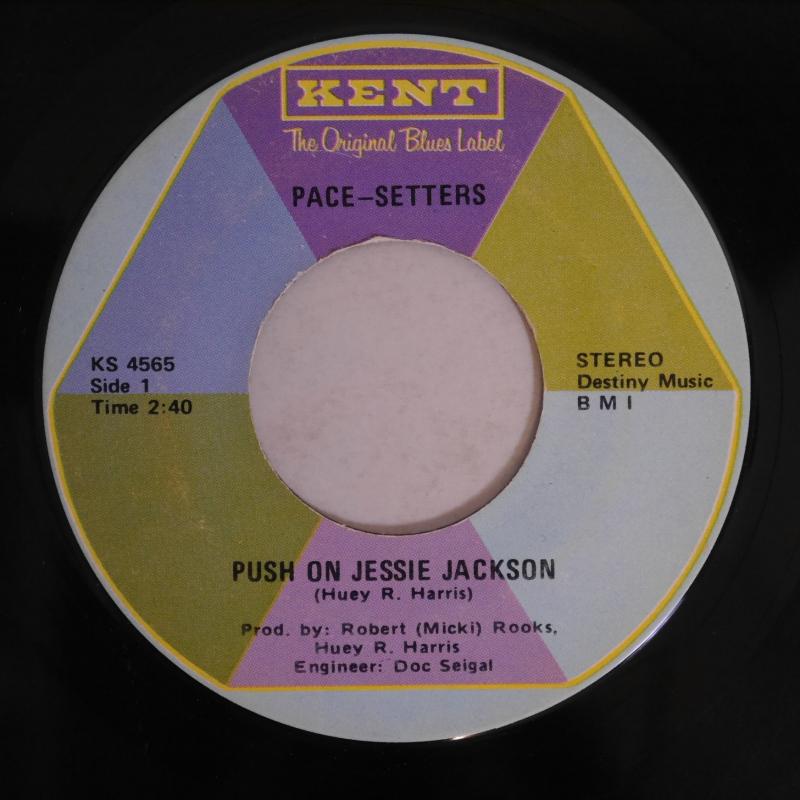 KENT
The Original Blues Label
PACE-SETTERS
KS 4565
Side 1
Time 2:40
STEREO
Destiny Music
B M I
PUSH ON JESSIE JACKSON
(Huey R. Harris)
Prod. by: Robert (Micki) Rooks,
Huey R. Harris
Engineer: Doc Seigal